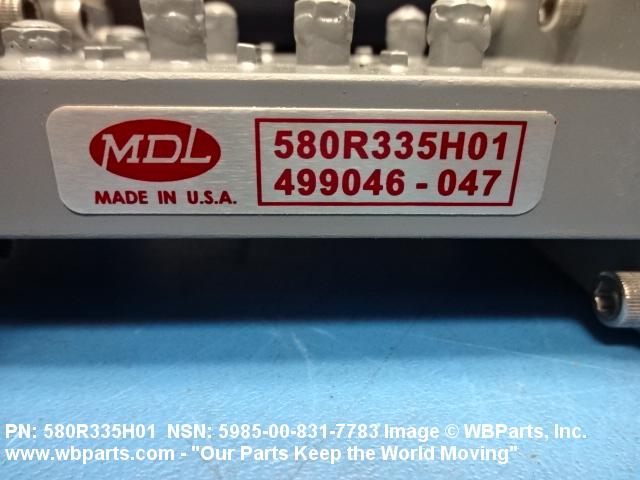 MDL
MADE IN U.S.A.
580R335H01
499046 - 047
PN: 580R335H01 NSN: 5985-00-831-7783 Image © WBParts, Inc.
www.wbparts.com - "Our Parts Keep the World Moving"